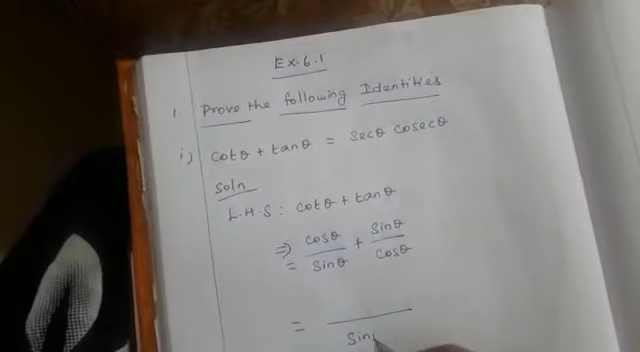 Ex. 6.1
1 Prove the following Identities
i) cotθ + tanθ = secθ cosecθ
Soln
L.H.S : cotθ + tanθ
⇒ cosθ/sinθ + sinθ/cosθ
=
= 
Sin